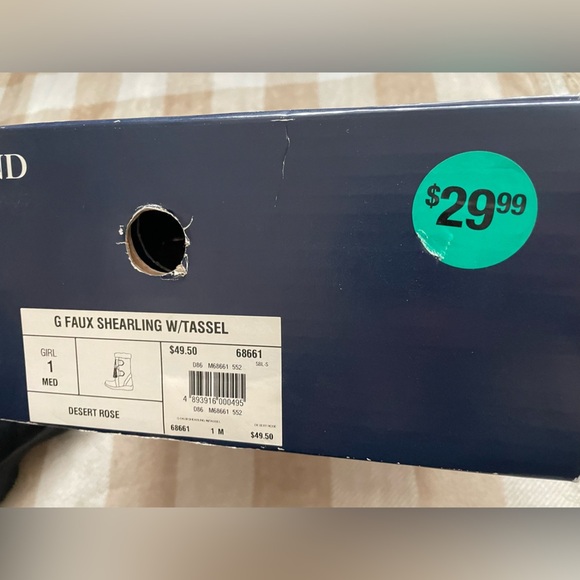 ND
$29.99
G FAUX SHEARLING W/TASSEL
GIRL
1
MED
$49.50 68661
D86 M68661 552 SBL-S
4 893916 000495
D86 M68661 552
DESERT ROSE
68661 1 M $49.50